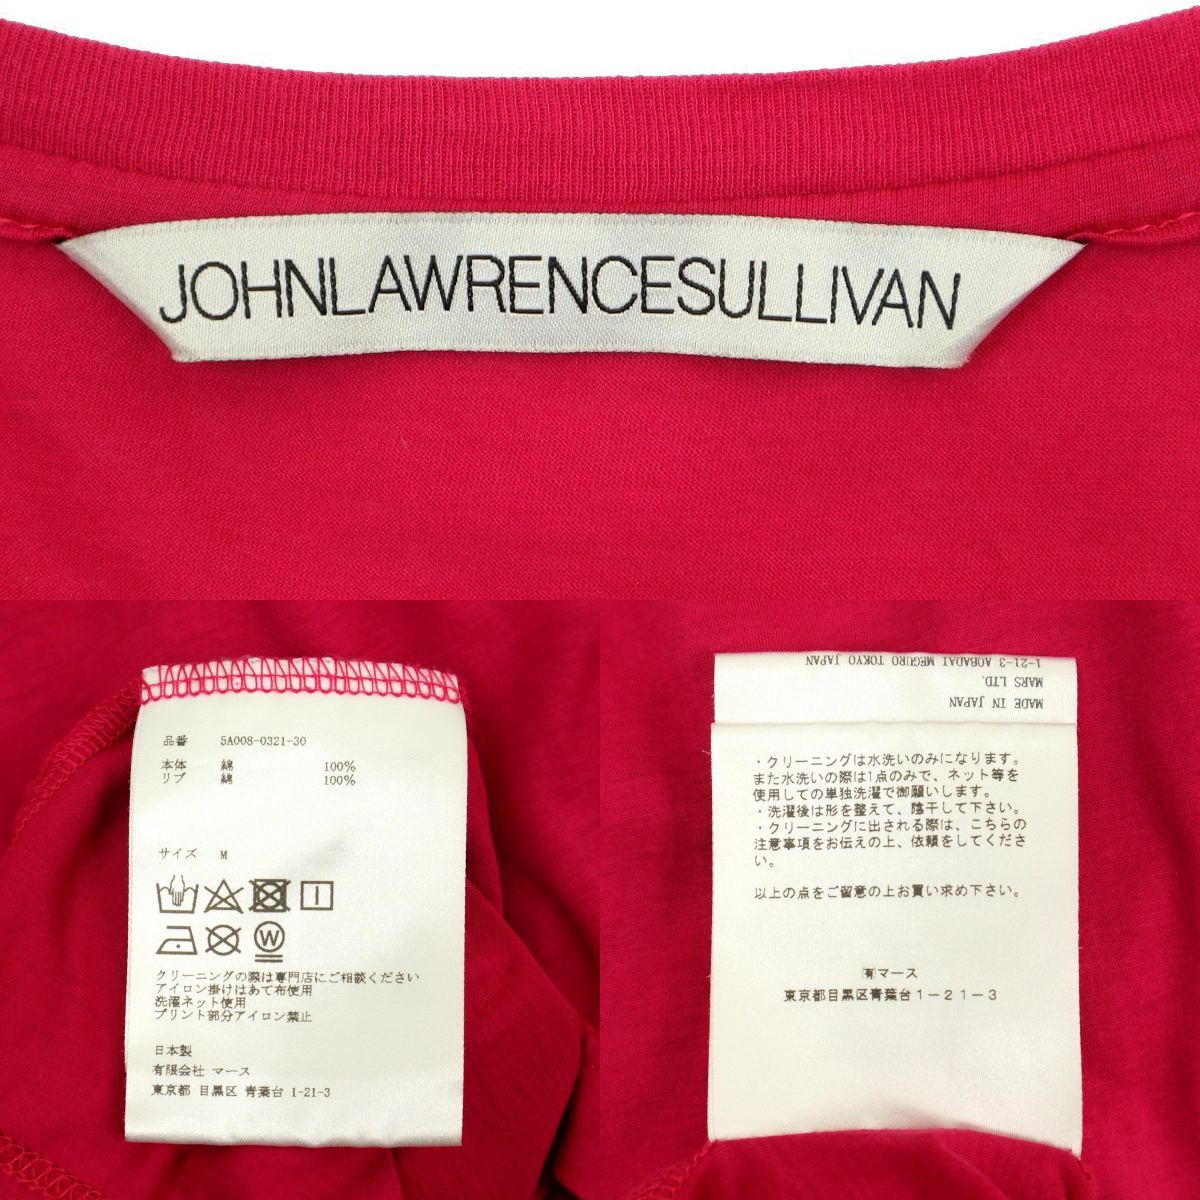 JOHNLAWRENCESULLIVAN
品番 5A008-0321-30
本体 綿 100%
リブ 綿 100%
サイズ M
W
クリーニングの際は専門店にご相談ください
アイロン掛けはあて布使用
洗濯ネット使用
プリント部分アイロン禁止
日本製
有限会社 マース
東京都 目黒区 青葉台 1-21-3
MADE IN JAPAN
MARS LTD.
1-21-3 AOBADAI MEGURO TOKYO JAPAN
・クリーニングは水洗いのみになります。
また水洗いの際は1点のみで、ネット等を
使用しての単独洗濯で御願いします。
・洗濯後は形を整えて、陰干して下さい。
・クリーニングに出される際は、こちらの
注意事項をお伝えの上、依頼をしてくださ
い。
以上の点をご留意の上お買い求め下さい。
㈲マース
東京都目黒区青葉台1-21-3